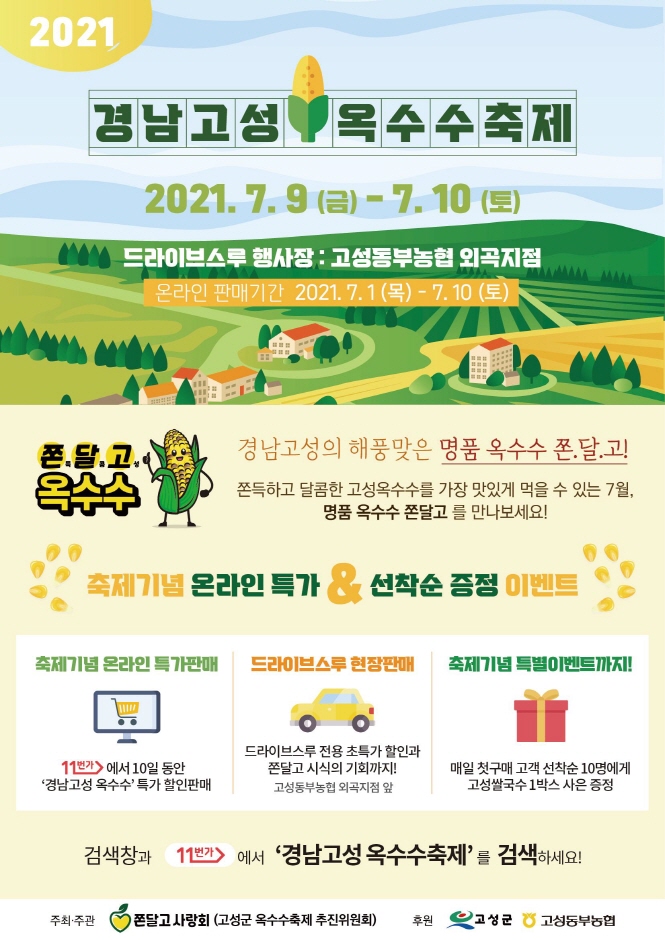 2021
경남고성 옥수수축제
2021. 7. 9 (금) - 7. 10 (토)
드라이브스루 행사장 : 고성동부농협 외곡지점
온라인 판매기간 2021. 7. 1 (목) - 7. 10 (토)
쫀득 달콤 고성
옥수수
경남고성의 해풍맞은 명품 옥수수 쫀.달.고!
쫀득하고 달콤한 고성옥수수를 가장 맛있게 먹을 수 있는 7월,
명품 옥수수 쫀달고 를 만나보세요!
축제기념 온라인 특가 & 선착순 증정 이벤트
축제기념 온라인 특가판매
11번가 에서 10일 동안
‘경남고성 옥수수’ 특가 할인판매
드라이브스루 현장판매
드라이브스루 전용 초특가 할인과
쫀달고 시식의 기회까지!
고성동부농협 외곡지점 앞
축제기념 특별이벤트까지!
매일 첫구매 고객 선착순 10명에게
고성쌀국수 1박스 사은 증정
검색창과 11번가 에서 ‘경남고성 옥수수축제’ 를 검색하세요!
주최·주관 쫀달고 사랑회 (고성군 옥수수축제 추진위원회) 후원 고성군 고성동부농협